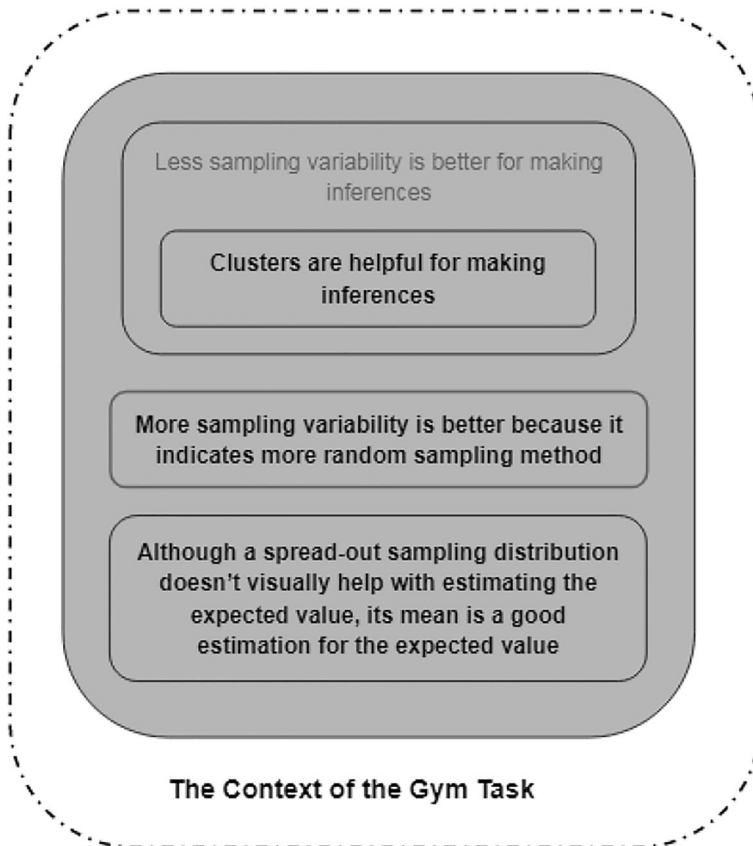 Less sampling variability is better for making
inferences
Clusters are helpful for making
inferences
More sampling variability is better because it
indicates more random sampling method
Although a spread-out sampling distribution
doesn't visually help with estimating the
expected value, its mean is a good
estimation for the expected value
The Context of the Gym Task